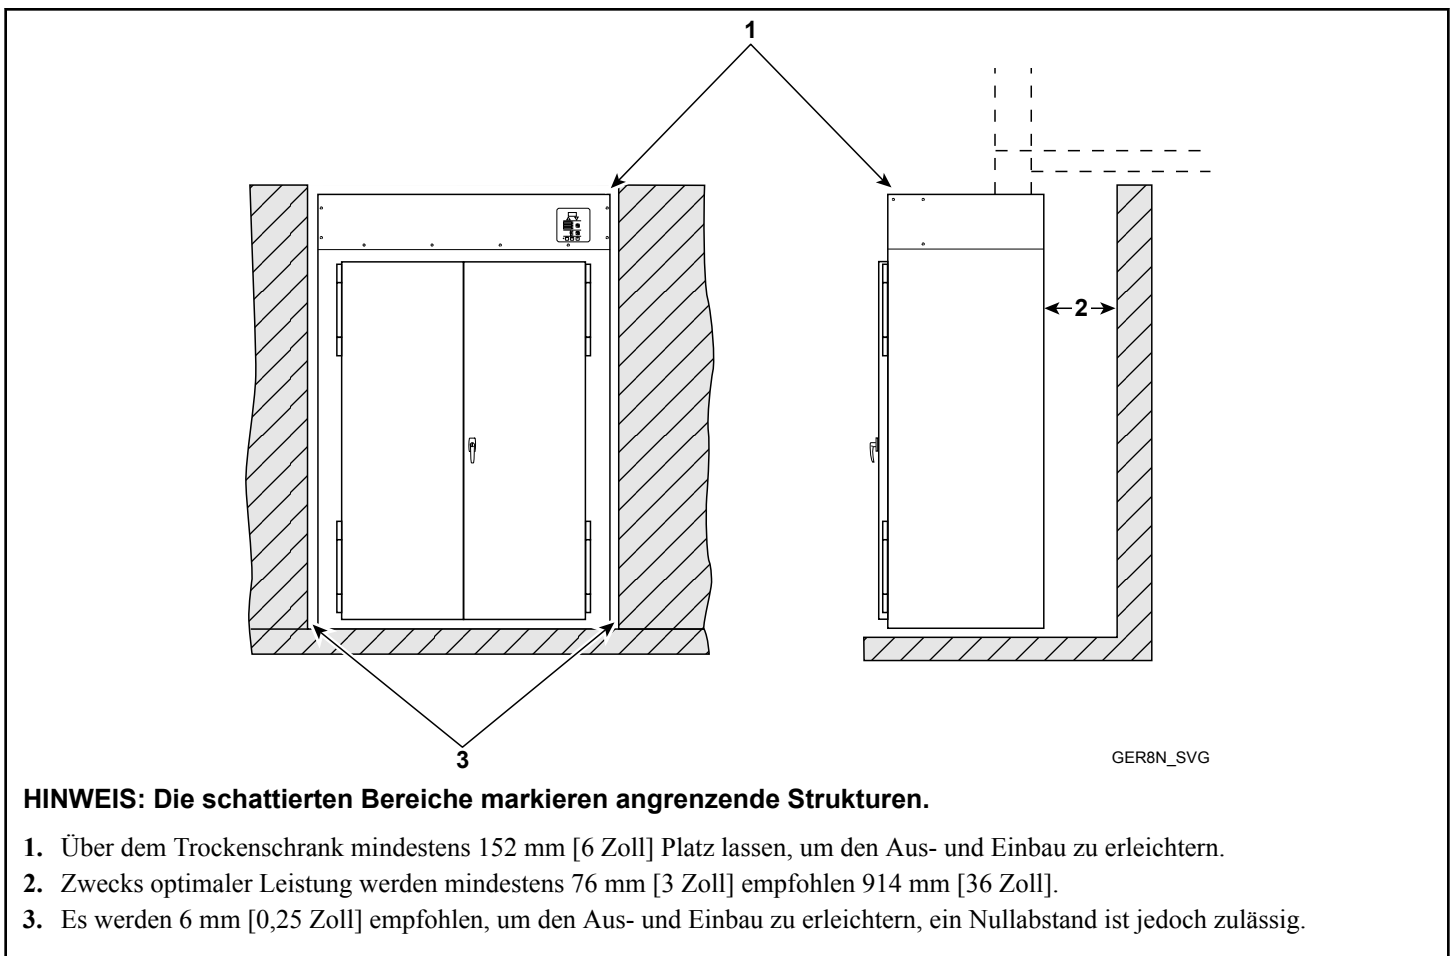 1
2
3
GER8N_SVG
HINWEIS: Die schattierten Bereiche markieren angrenzende Strukturen.
1. Über dem Trockenschrank mindestens 152 mm [6 Zoll] Platz lassen, um den Aus- und Einbau zu erleichtern.
2. Zwecks optimaler Leistung werden mindestens 76 mm [3 Zoll] empfohlen 914 mm [36 Zoll].
3. Es werden 6 mm [0,25 Zoll] empfohlen, um den Aus- und Einbau zu erleichtern, ein Nullabstand ist jedoch zulässig.